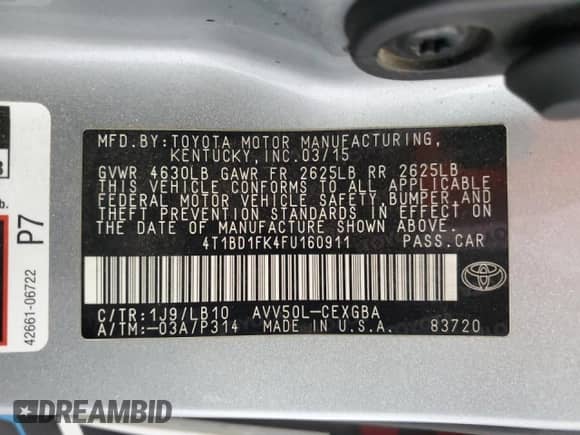 MFD.BY:TOYOTA MOTOR MANUFACTURING,
KENTUCKY,INC.03/15
GVWR 4630LB GAWR FR 2625LB RR 2625LB
THIS VEHICLE CONFORMS TO ALL APPLICABLE
FEDERAL MOTOR VEHICLE SAFETY,BUMPER,AND
THEFT PREVENTION STANDARDS IN EFFECT ON
THE DATE OF MANUFACTURE SHOWN ABOVE.
4T1BD1FK4FU160911 PASS.CAR
C/TR:1J9/LB10 AVV50L-CEXGBA
A/TM:-03A/P314 MADE IN U.S.A. 83720
P7
42661-06722
DREAMBID